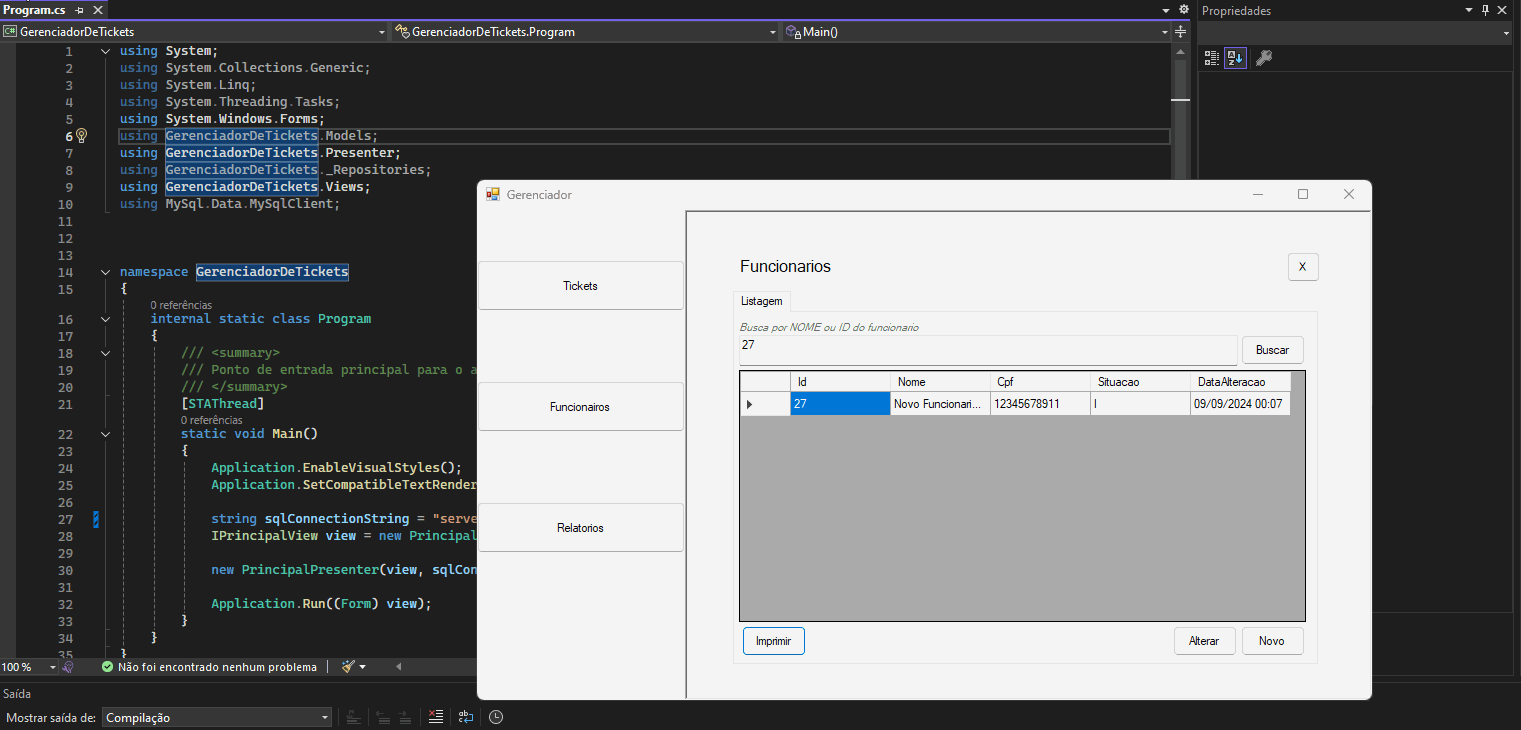 Program.cs
Propriedades
GerenciadorDeTickets
GerenciadorDeTickets.Program
Main()
1 using System;
2 using System.Collections.Generic;
3 using System.Linq;
4 using System.Threading.Tasks;
5 using System.Windows.Forms;
6 using GerenciadorDeTickets.Models;
7 using GerenciadorDeTickets.Presenter;
8 using GerenciadorDeTickets._Repositories;
9 using GerenciadorDeTickets.Views;
10 using MySql.Data.MySqlClient;
11
12
13
14 namespace GerenciadorDeTickets
15 {
0 referências
16 internal static class Program
17 {
18 /// <summary>
19 /// Ponto de entrada principal para o a
20 /// </summary>
21 [STAThread]
0 referências
22 static void Main()
23 {
24 Application.EnableVisualStyles();
25 Application.SetCompatibleTextRender
26
27 string sqlConnectionString = "serve
28 IPrincipalView view = new Principal
29
30 new PrincipalPresenter(view, sqlCon
31
32 Application.Run((Form) view);
33 }
34 }
35 }
100 %
Não foi encontrado nenhum problema
Saída
Mostrar saída de: Compilação
Gerenciador
Tickets
Funcionairos
Relatorios
Funcionarios
X
Listagem
Busca por NOME ou ID do funcionario
27
Buscar
Id Nome Cpf Situacao DataAlteracao
27 Novo Funcionari... 12345678911 I 09/09/2024 00:07
Imprimir
Alterar
Novo